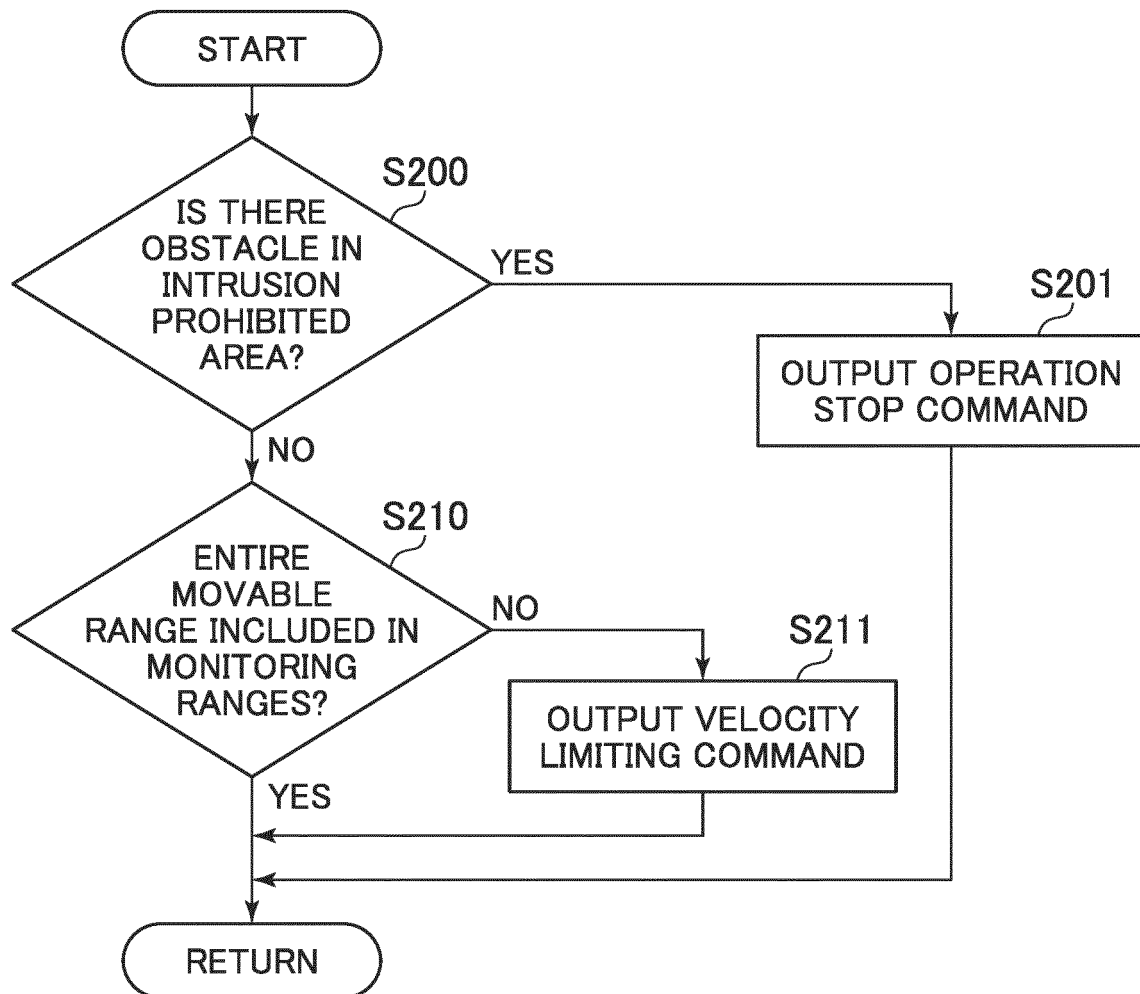 START
S200
IS THERE
OBSTACLE IN
INTRUSION
PROHIBITED
AREA?
YES
S201
OUTPUT OPERATION
STOP COMMAND
NO
S210
ENTIRE
MOVABLE
RANGE INCLUDED IN
MONITORING
RANGES?
NO
S211
OUTPUT VELOCITY
LIMITING COMMAND
YES
RETURN